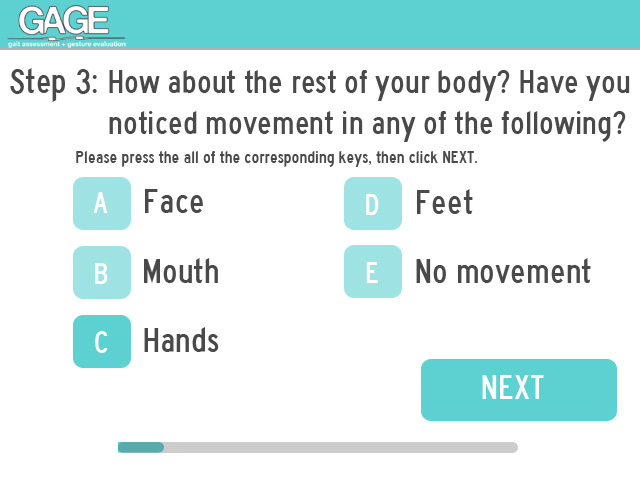 GAGE
gait assessment + gesture evaluation
Step 3: How about the rest of your body? Have you
noticed movement in any of the following?
Please press the all of the corresponding keys, then click NEXT.
A Face
B Mouth
C Hands
D Feet
E No movement
NEXT